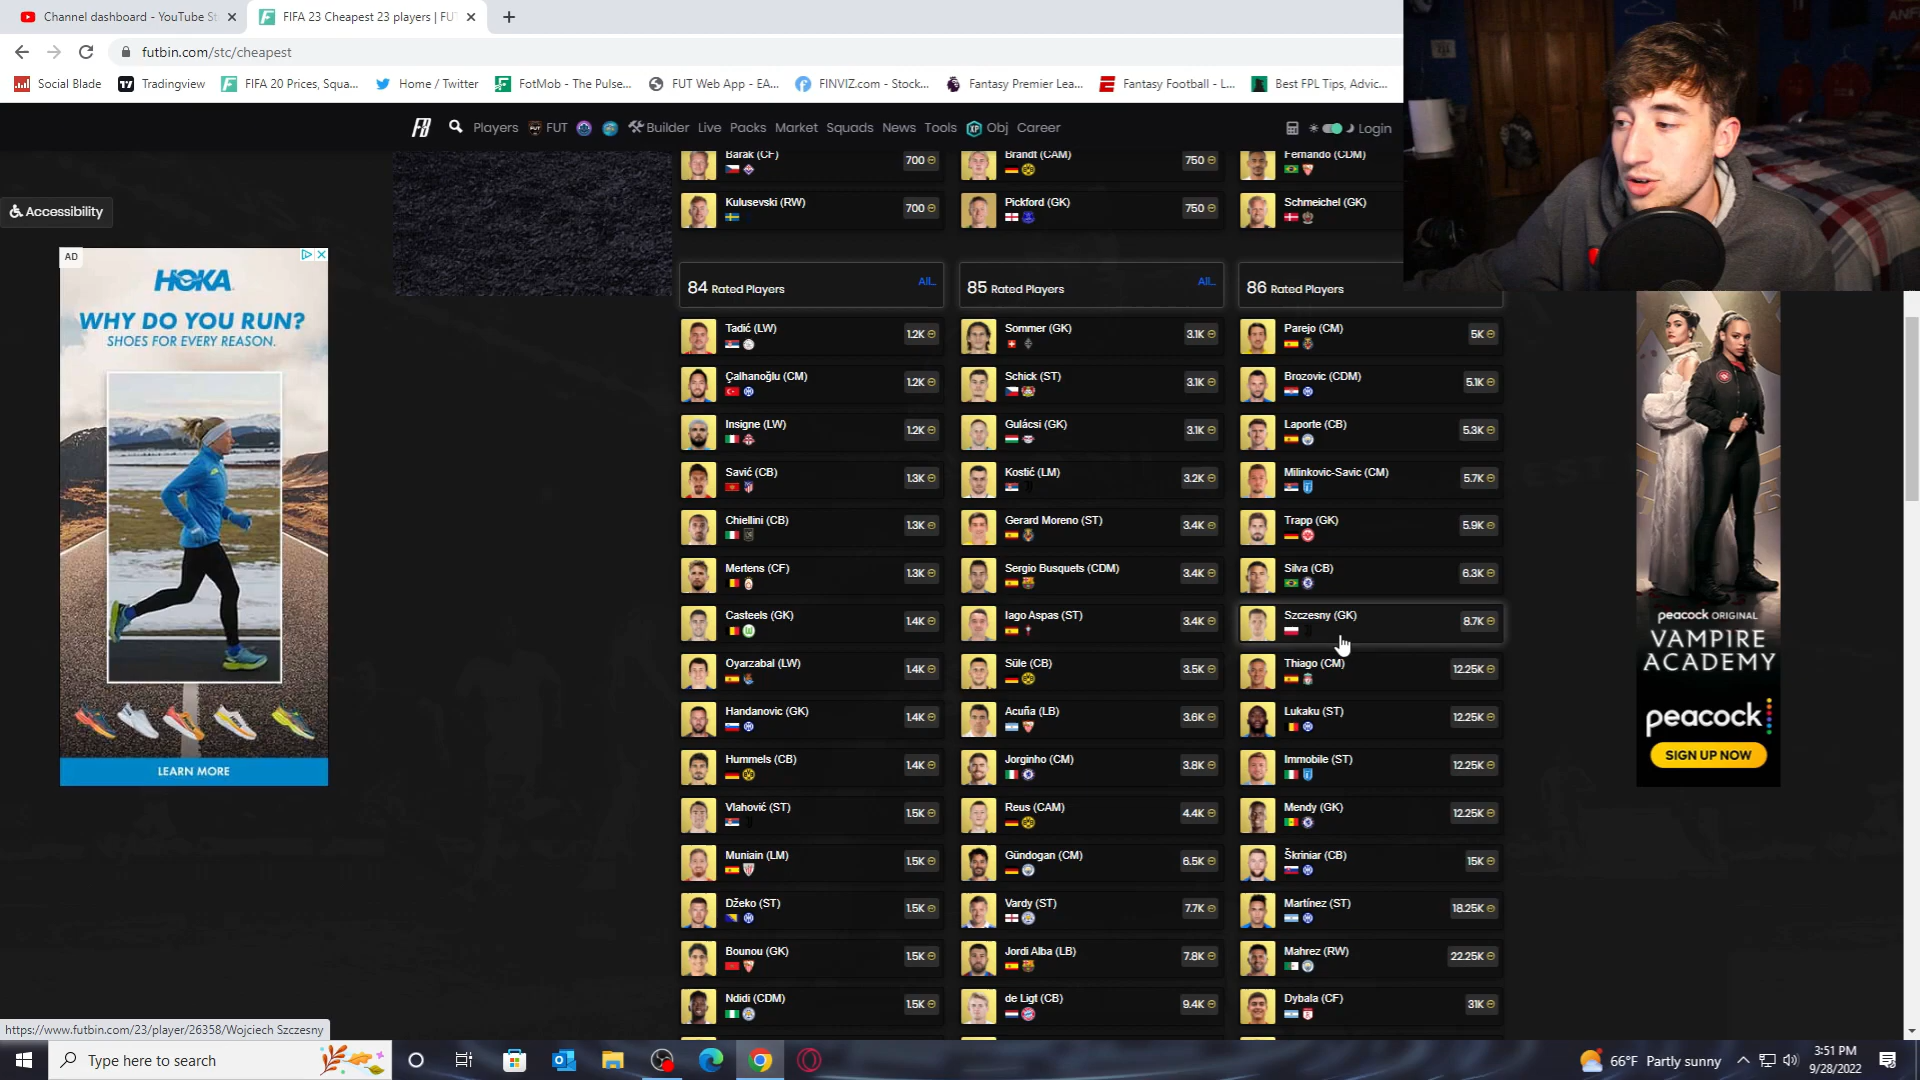 Channel dashboard - YouTube St
FIFA 23 Cheapest 23 players | FUT
futbin.com/stc/cheapest
Social Blade
Tradingview
FIFA 20 Prices, Squa...
Home / Twitter
FotMob - The Pulse...
FUT Web App - EA...
FINVIZ.com - Stock...
Fantasy Premier Lea...
Fantasy Football - L...
Best FPL Tips, Advic...
Players
FUT
Builder
Live
Packs
Market
Squads
News
Tools
Obj
Career
Login
Accessibility
Barak (CF)
700
Brandt (CAM)
750
Fernando (CDM)
Kulusevski (RW)
700
Pickford (GK)
750
Schmeichel (GK)
84 Rated Players
All...
85 Rated Players
All...
86 Rated Players
Tadić (LW)
1.2K
Sommer (GK)
3.1K
Parejo (CM)
5K
Çalhanoğlu (CM)
1.2K
Schick (ST)
3.1K
Brozovic (CDM)
5.1K
Insigne (LW)
1.2K
Gulácsi (GK)
3.1K
Laporte (CB)
5.3K
Savić (CB)
1.3K
Kostić (LM)
3.2K
Milinkovic-Savic (CM)
5.7K
Chiellini (CB)
1.3K
Gerard Moreno (ST)
3.4K
Trapp (GK)
5.9K
Mertens (CF)
1.3K
Sergio Busquets (CDM)
3.4K
Silva (CB)
6.3K
Casteels (GK)
1.4K
Iago Aspas (ST)
3.4K
Szczesny (GK)
8.7K
Oyarzabal (LW)
1.4K
Süle (CB)
3.5K
Thiago (CM)
12.25K
Handanovic (GK)
1.4K
Acuña (LB)
3.6K
Lukaku (ST)
12.25K
Hummels (CB)
1.4K
Jorginho (CM)
3.8K
Immobile (ST)
12.25K
Vlahović (ST)
1.5K
Reus (CAM)
4.4K
Mendy (GK)
12.25K
Muniain (LM)
1.5K
Gündogan (CM)
6.5K
Škriniar (CB)
15K
Džeko (ST)
1.5K
Vardy (ST)
7.7K
Martínez (ST)
18.25K
Bounou (GK)
1.5K
Jordi Alba (LB)
7.8K
Mahrez (RW)
22.25K
Ndidi (CDM)
1.5K
de Ligt (CB)
9.4K
Dybala (CF)
31K
AD
HOKA
WHY DO YOU RUN?
SHOES FOR EVERY REASON.
LEARN MORE
peacock ORIGINAL
VAMPIRE
ACADEMY
peacock
SIGN UP NOW
https://www.futbin.com/23/player/26358/Wojciech Szczesny
Type here to search
66°F Partly sunny
3:51 PM
9/28/2022